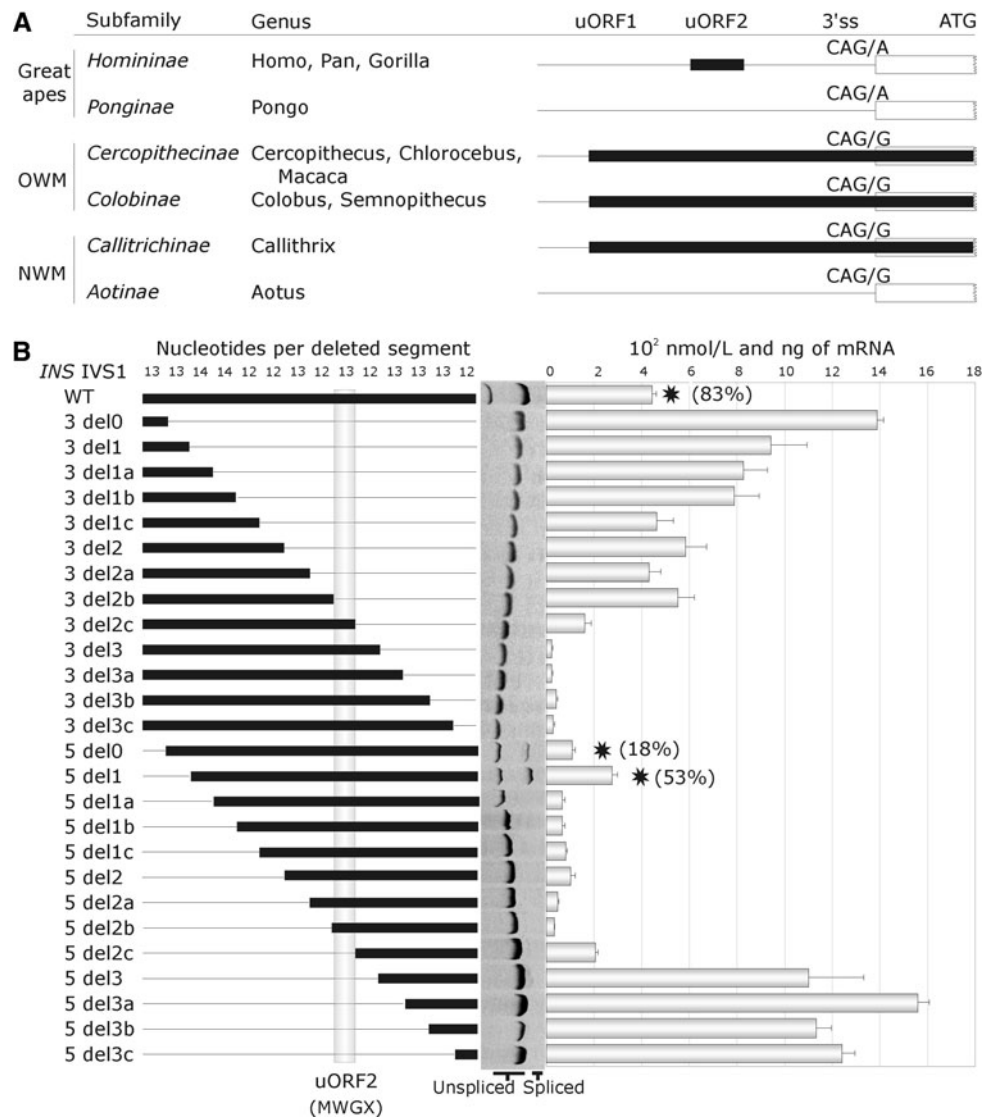 A Subfamily Genus uORF1 uORF2 3'ss ATG
Great apes
Homininae Homo, Pan, Gorilla CAG/A
Ponginae Pongo CAG/A
OWM
Cercopithecinae Cercopithecus, Chlorocebus, CAG/G
Macaca
Colobinae Colobus, Semnopithecus CAG/G
NWM
Callitrichinae Callithrix CAG/G
Aotinae Aotus CAG/G
B Nucleotides per deleted segment 10² nmol/L and ng of mRNA
INS IVS1 13 13 14 14 12 12 12 13 12 13 13 13 13 12 0 2 4 6 8 10 12 14 16 18
WT (83%)
3 del0
3 del1
3 del1a
3 del1b
3 del1c
3 del2
3 del2a
3 del2b
3 del2c
3 del3
3 del3a
3 del3b
3 del3c
5 del0 (18%)
5 del1 (53%)
5 del1a
5 del1b
5 del1c
5 del2
5 del2a
5 del2b
5 del2c
5 del3
5 del3a
5 del3b
5 del3c
uORF2 Unspliced Spliced
(MWGX)